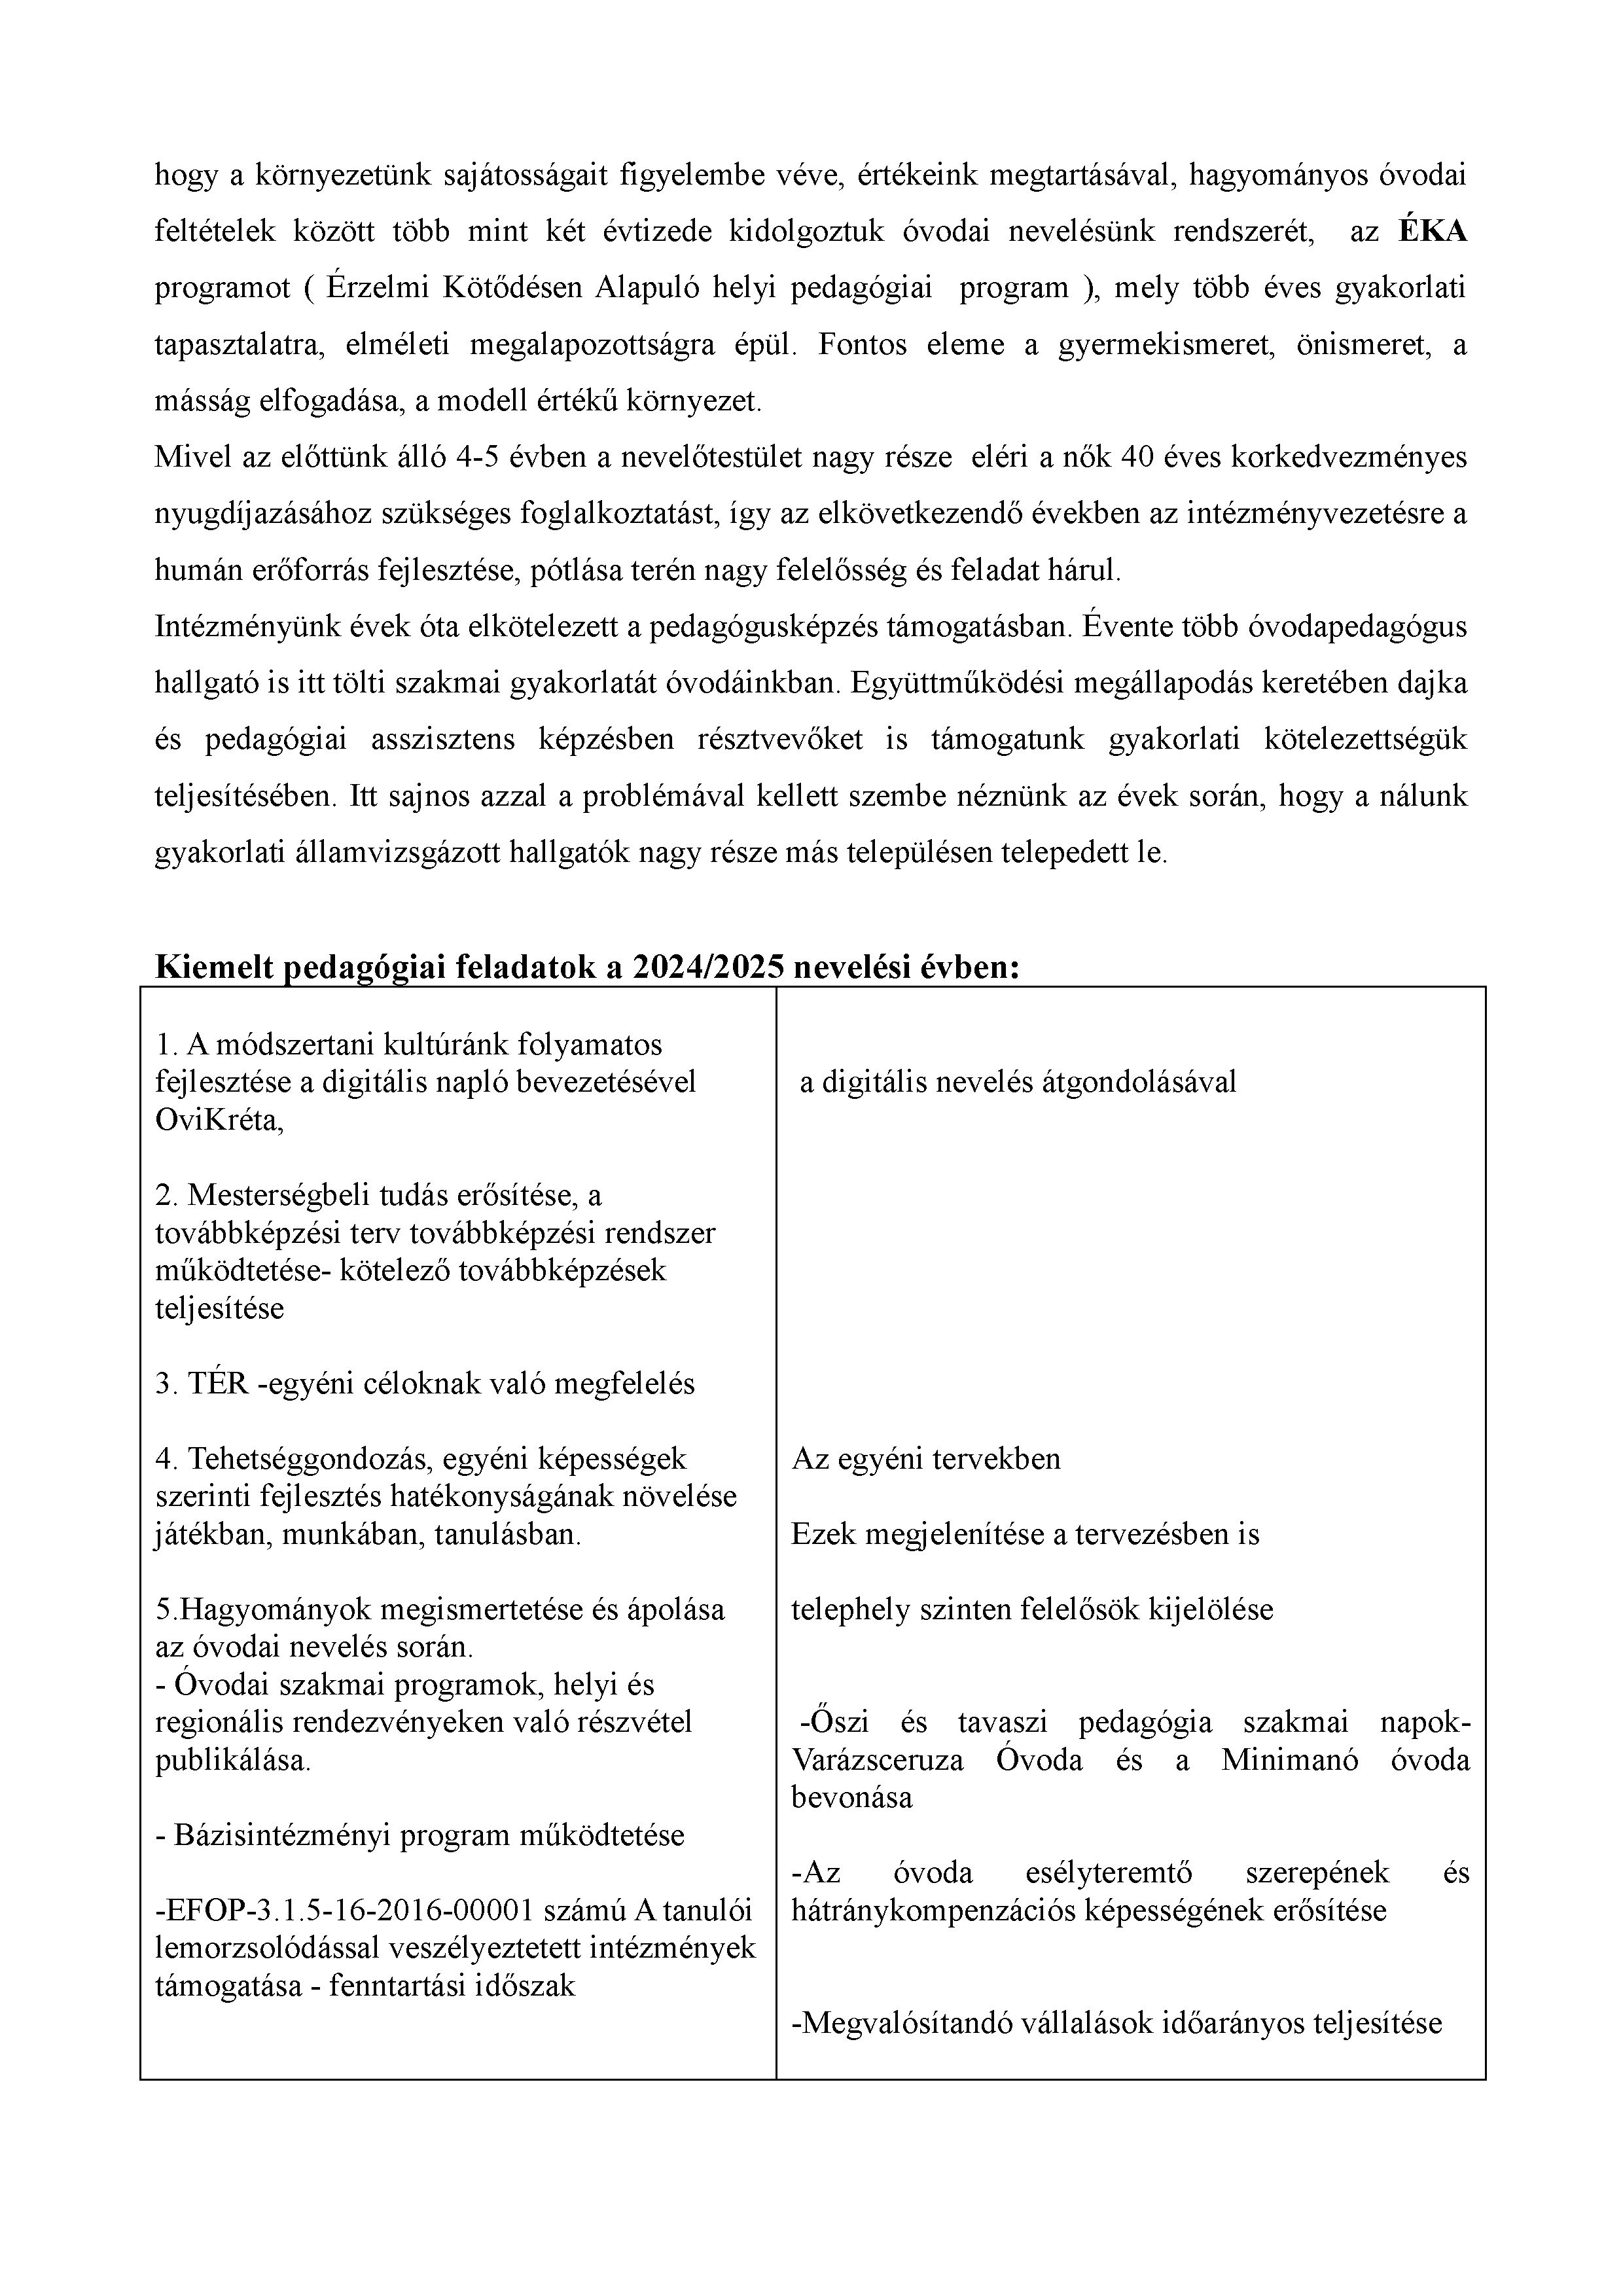 hogy a környezetünk sajátosságait figyelembe véve, értékeink megtartásával, hagyományos óvodai
feltételek között több mint két évtizede kidolgoztuk óvodai nevelésünk rendszerét, az ÉKA
programot ( Érzelmi Kötődésen Alapuló helyi pedagógiai program ), mely több éves gyakorlati
tapasztalatra, elméleti megalapozottságra épül. Fontos eleme a gyermekismeret, önismeret, a
másság elfogadása, a modell értékű környezet.
Mivel az előttünk álló 4-5 évben a nevelőtestület nagy része eléri a nők 40 éves korkedvezményes
nyugdíjazásához szükséges foglalkoztatást, így az elkövetkezendő években az intézményvezetésre a
humán erőforrás fejlesztése, pótlása terén nagy felelősség és feladat hárul.
Intézményünk évek óta elkötelezett a pedagógusképzés támogatásban. Évente több óvodapedagógus
hallgató is itt tölti szakmai gyakorlatát óvodáinkban. Együttműködési megállapodás keretében dajka
és pedagógiai asszisztens képzésben résztvevőket is támogatunk gyakorlati kötelezettségük
teljesítésében. Itt sajnos azzal a problémával kellett szembe néznünk az évek során, hogy a nálunk
gyakorlati államvizsgázott hallgatók nagy része más településen telepedett le.
Kiemelt pedagógiai feladatok a 2024/2025 nevelési évben:
1. A módszertani kultúránk folyamatos
fejlesztése a digitális napló bevezetésével
OviKréta,
2. Mesterségbeli tudás erősítése, a
továbbképzési terv továbbképzési rendszer
működtetése- kötelező továbbképzések
teljesítése
3. TÉR -egyéni céloknak való megfelelés
4. Tehetséggondozás, egyéni képességek
szerinti fejlesztés hatékonyságának növelése
játékban, munkában, tanulásban.
5.Hagyományok megismertetése és ápolása
az óvodai nevelés során.
- Óvodai szakmai programok, helyi és
regionális rendezvényeken való részvétel
publikálása.
- Bázisintézményi program működtetése
-EFOP-3.1.5-16-2016-00001 számú A tanulói
lemorzsolódással veszélyeztetett intézmények
támogatása - fenntartási időszak
a digitális nevelés átgondolásával
Az egyéni tervekben
Ezek megjelenítése a tervezésben is
telephely szinten felelősök kijelölése
-Őszi és tavaszi pedagógia szakmai napok-
Varázsceruza Óvoda és a Minimanó óvoda
bevonása
-Az óvoda esélyteremtő szerepének és
hátránykompenzációs képességének erősítése
-Megvalósítandó vállalások időarányos teljesítése